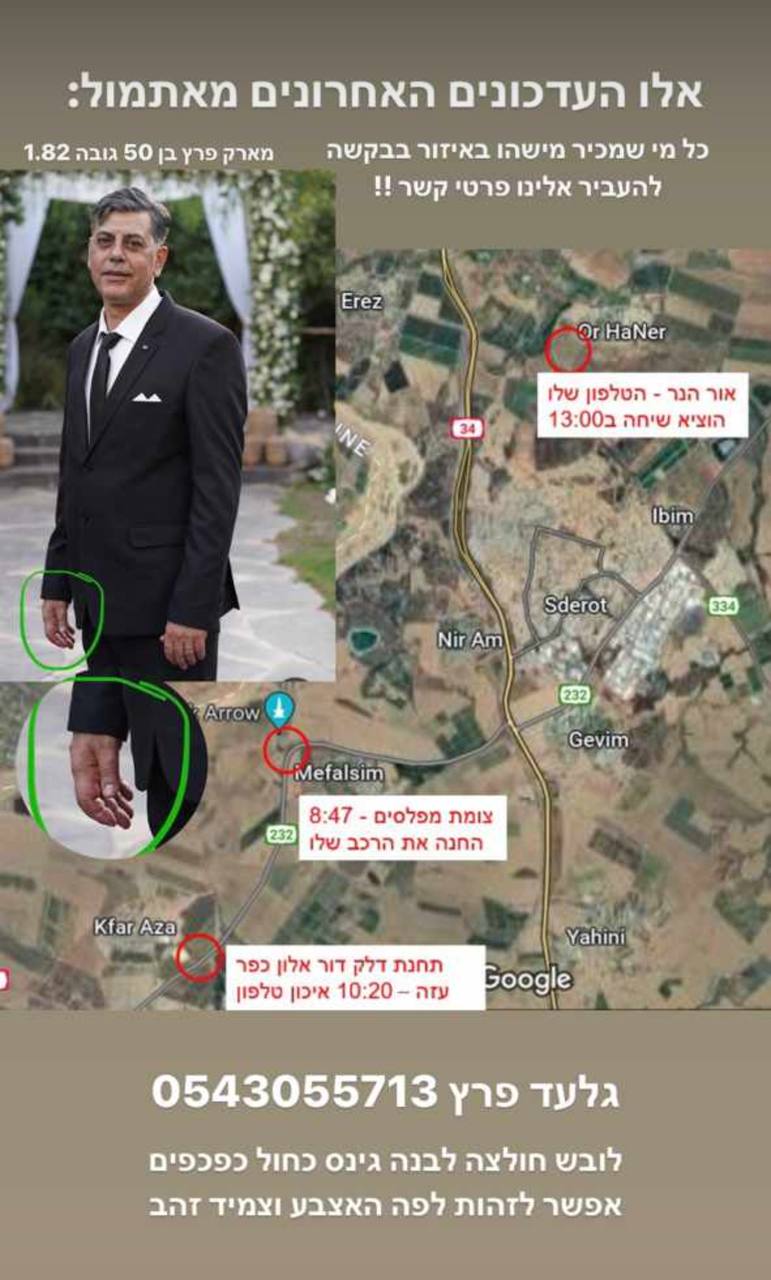 אלו העדכונים האחרונים מאתמול:
כל מי שמכיר מישהו באיזור בבקשה
להעביר אלינו פרטי קשר !!
מארק פרץ בן 50 גובה 1.82
Erez
Or HaNer
אור הנר - הטלפון שלו
הוציא שיחה ב13:00
34
INE
Ibim
Sderot
334
Nir Am
232
Arrow
Gevim
Mefalsim
צומת מפלסים - 8:47
החנה את הרכב שלו
232
Kfar Aza
Yahini
תחנת דלק דור אלון כפר
עזה – 10:20 איכון טלפון
Google
גלעד פרץ 0543055713
לובש חולצה לבנה גינס כחול כפכפים
אפשר לזהות לפה האצבע וצמיד זהב